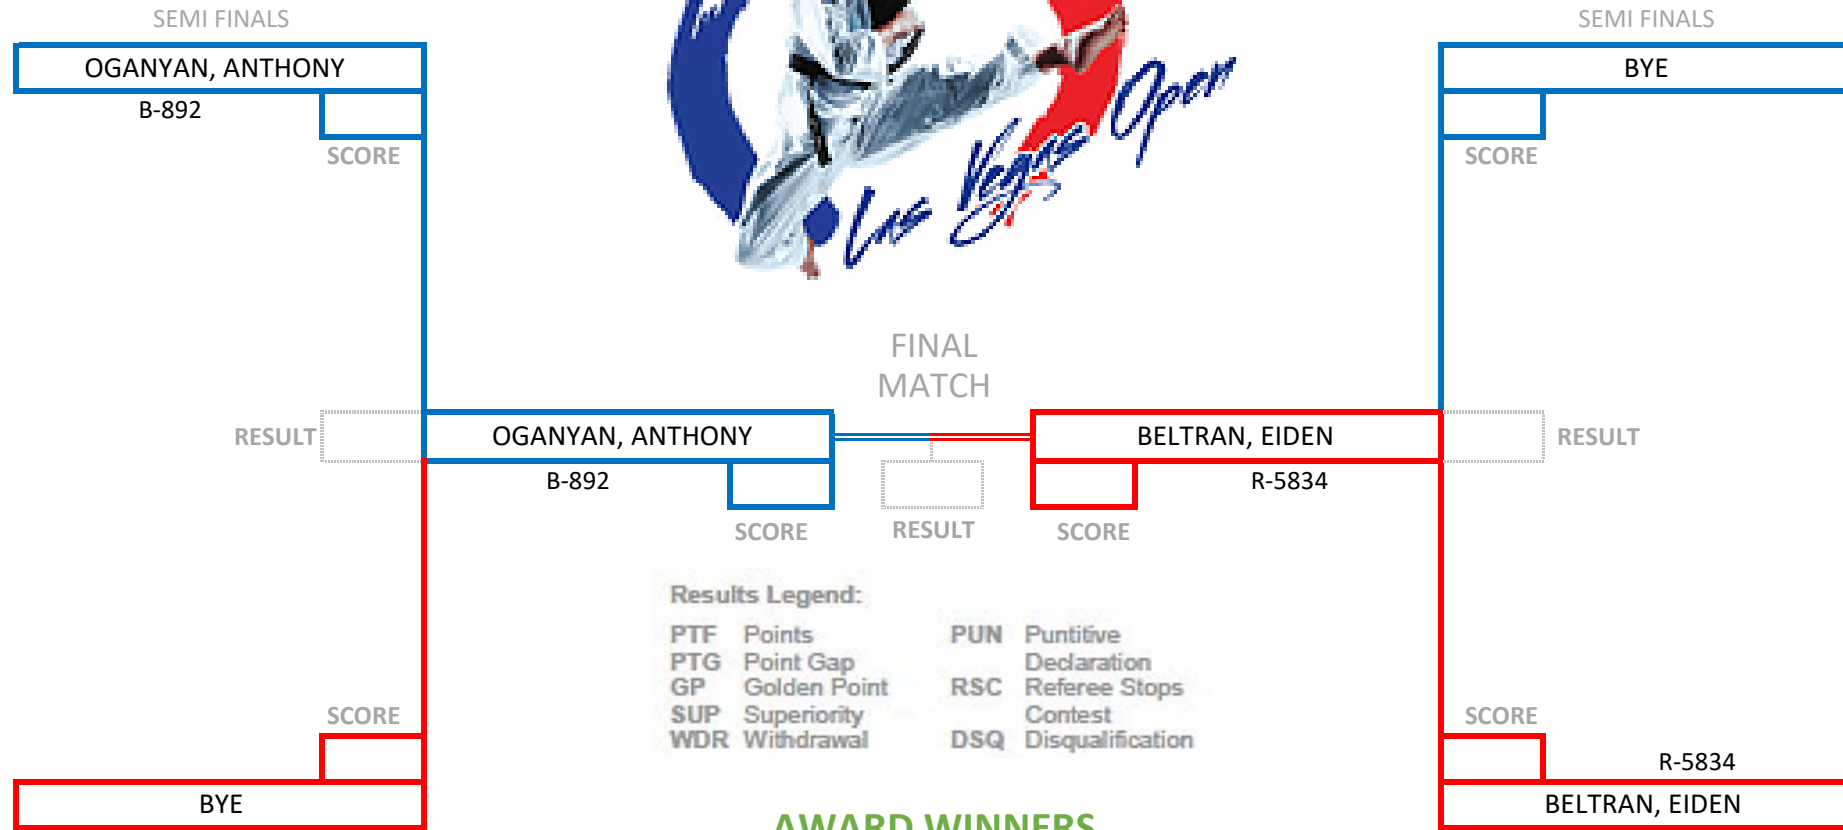 SEMI FINALS
SEMI FINALS
OGANYAN, ANTHONY
BYE
B-892
SCORE
SCORE
Las Vegas Open
FINAL
MATCH
RESULT
OGANYAN, ANTHONY
BELTRAN, EIDEN
RESULT
B-892
R-5834
SCORE
RESULT
SCORE
Results Legend:
PTF Points
PTG Point Gap
GP Golden Point
SUP Superiority
WDR Withdrawal
PUN Puntitive
Declaration
RSC Referee Stops
Contest
DSQ Disqualification
SCORE
SCORE
R-5834
BYE
BELTRAN, EIDEN
AWARD WINNERS